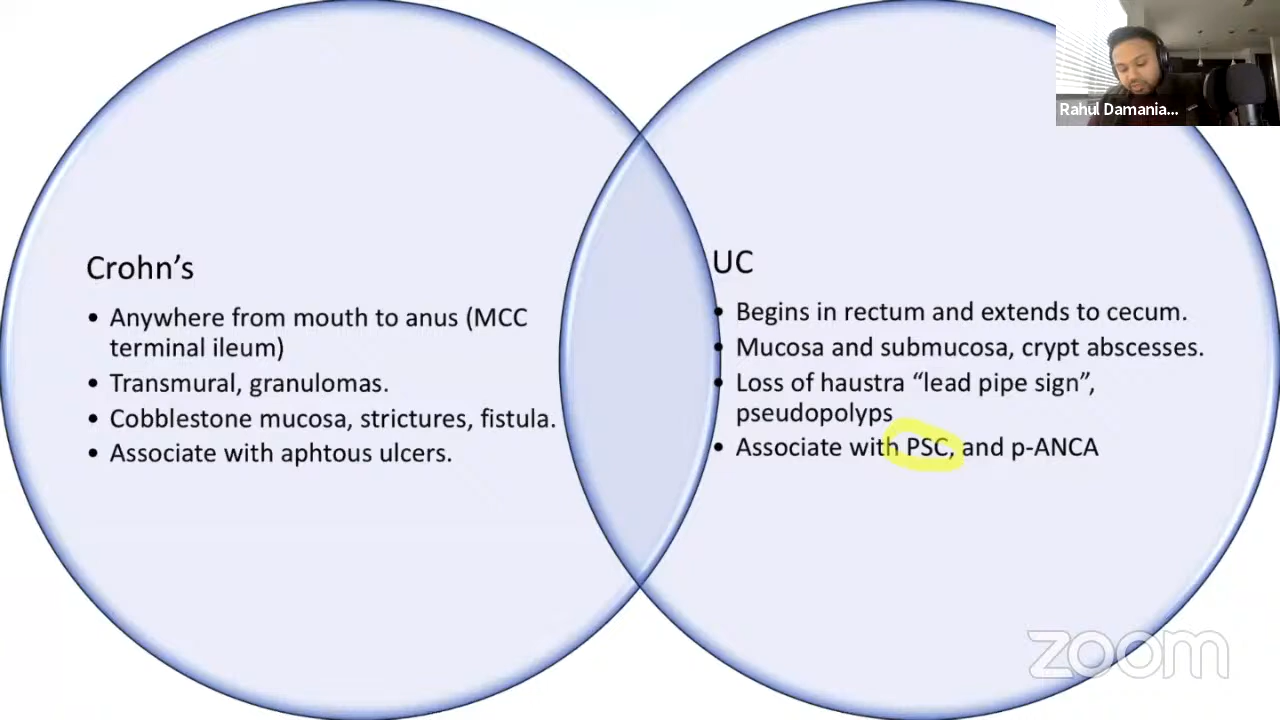 Rahul Damania...
Crohn’s
• Anywhere from mouth to anus (MCC
terminal ileum)
• Transmural, granulomas.
• Cobblestone mucosa, strictures, fistula.
• Associate with aphtous ulcers.
UC
• Begins in rectum and extends to cecum.
• Mucosa and submucosa, crypt abscesses.
• Loss of haustra “lead pipe sign”,
pseudopolyps
• Associate with PSC, and p-ANCA
zoom